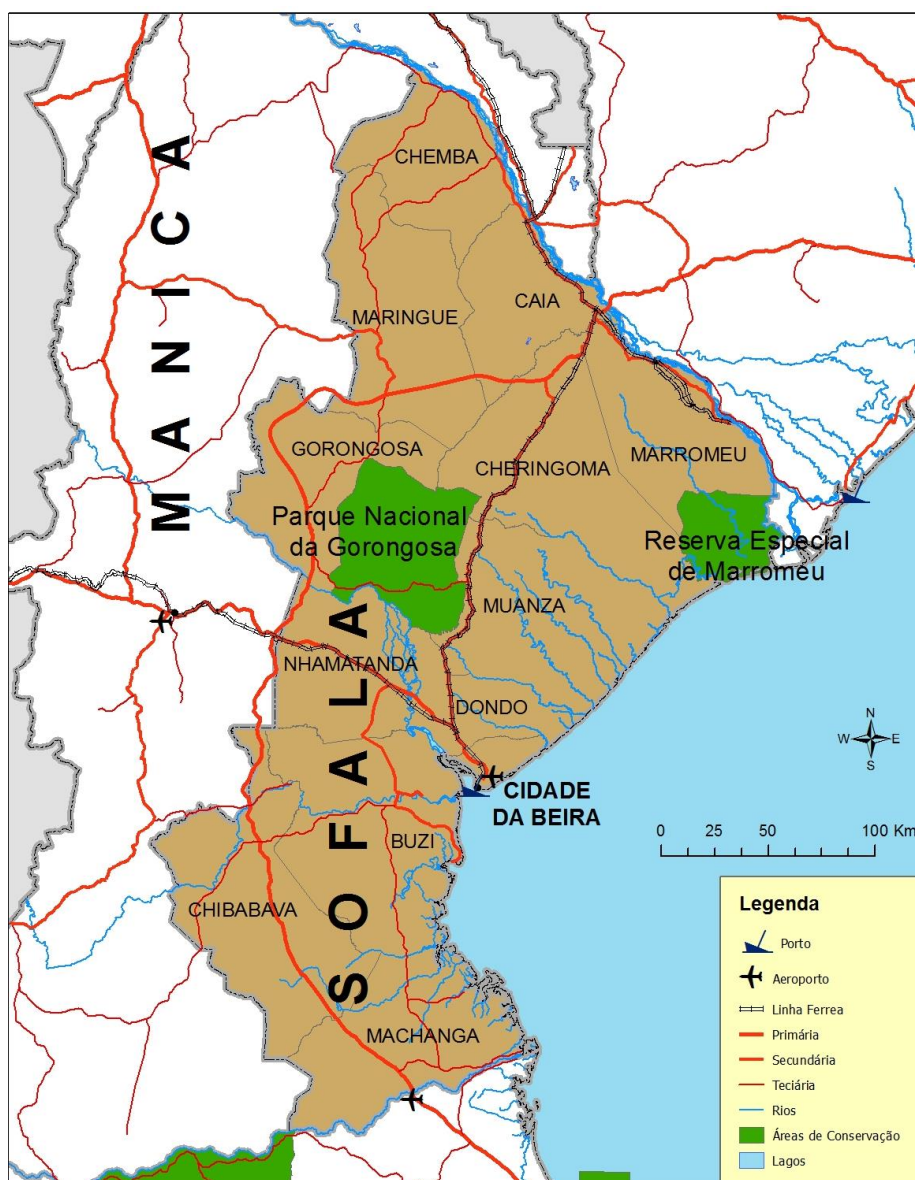 MANICA
CHEMBA
CAIA
MARINGUE
GORONGOSA
CHERINGOMA
MARROMEU
Parque Nacional
da Gorongosa
Reserva Especial
de Marromeu
MUANZA
NHAMATANDA
SOFALA
DONDO
CIDADE
DA BEIRA
BUZI
CHIBABAVA
MACHANGA
N
W E
S
0 25 50 100 Km
Legenda
Porto
Aeroporto
Linha Ferrea
Primária
Secundária
Teciária
Rios
Áreas de Conservação
Lagos